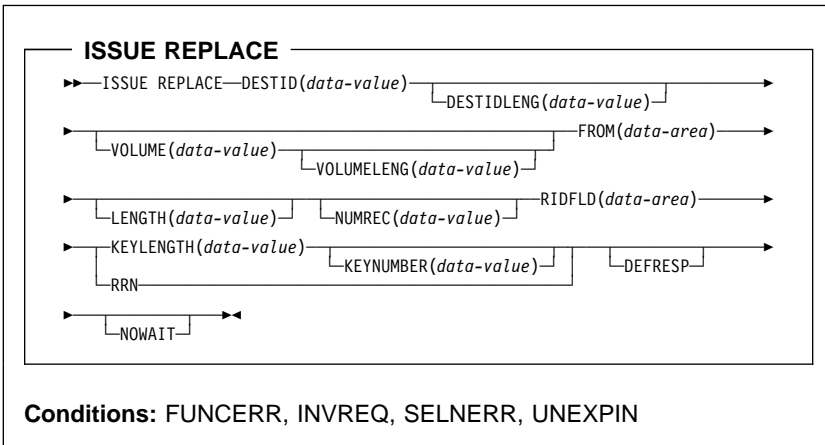 ISSUE REPLACE
ISSUE REPLACE DESTID(data-value) DESTIDLENG(data-value)
VOLUME(data-value) VOLUMELENG(data-value) FROM(data-area)
LENGTH(data-value) NUMREC(data-value) RIDFLD(data-area)
KEYLENGTH(data-value) KEYNUMBER(data-value) DEFRESP
RRN
NOWAIT
Conditions: FUNCERR, INVREQ, SELNERR, UNEXPIN